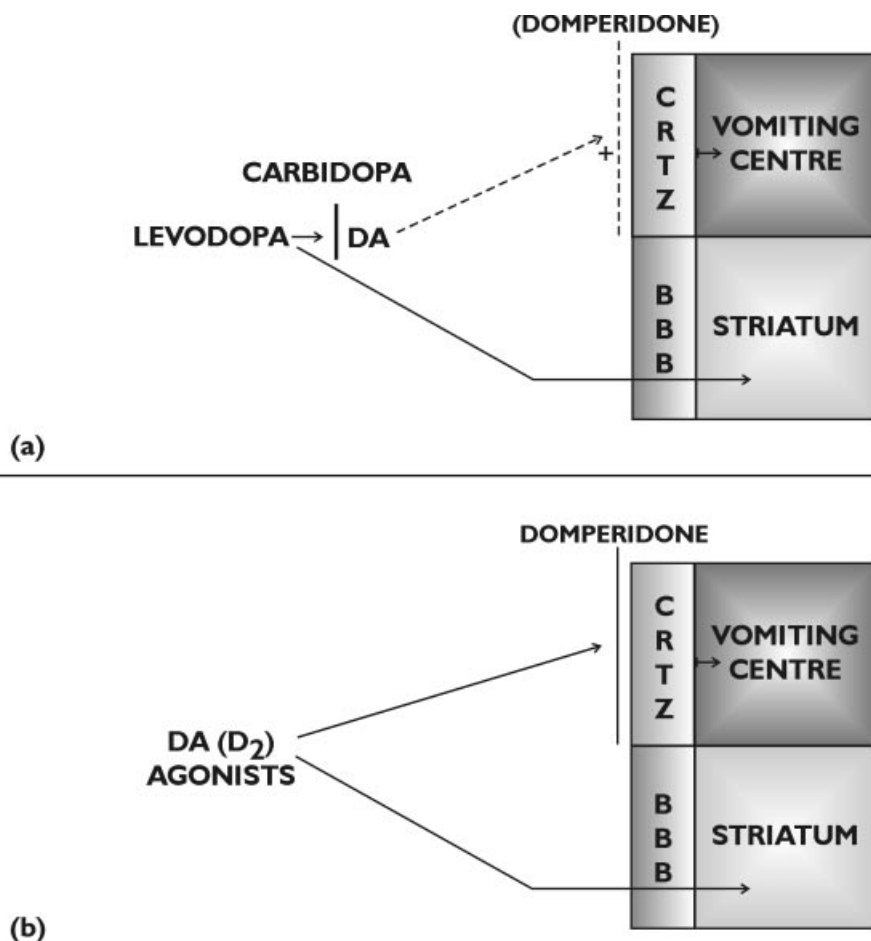 (DOMPERIDONE)
C
R
T
Z
VOMITING
CENTRE
+
CARBIDOPA
LEVODOPA DA
B
B
B
STRIATUM
(a)
DOMPERIDONE
C
R
T
Z
VOMITING
CENTRE
DA (D₂)
AGONISTS
B
B
B
STRIATUM
(b)